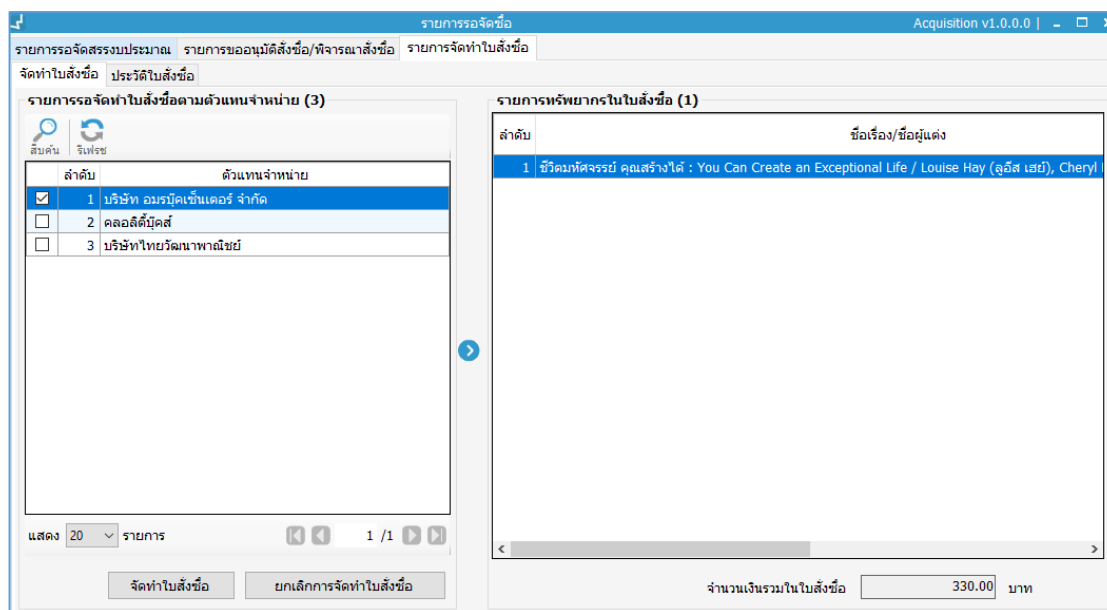 รายการรอจัดซื้อ
Acquisition v1.0.0.0 |
รายการรอจัดสรรงบประมาณ รายการขออนุมัติสั่งซื้อ/พิจารณาสั่งซื้อ รายการจัดทำใบสั่งซื้อ
จัดทำใบสั่งซื้อ ประวัติใบสั่งซื้อ
รายการรอจัดทำใบสั่งซื้อตามตัวแทนจำหน่าย (3)
สืบค้น รีเฟรช
ลำดับ ตัวแทนจำหน่าย
1 บริษัท อมรบุ๊คเซ็นเตอร์ จำกัด
2 คลอลิตี้บุ๊คส์
3 บริษัทไทยวัฒนาพาณิชย์
แสดง 20 รายการ 1 /1
จัดทำใบสั่งซื้อ ยกเลิกการจัดทำใบสั่งซื้อ
รายการทรัพยากรในใบสั่งซื้อ (1)
ลำดับ ชื่อเรื่อง/ชื่อผู้แต่ง
1 ชีวิตมหัศจรรย์ คุณสร้างได้ : You Can Create an Exceptional Life / Louise Hay (ลูอีส เฮย์), Cheryl
จำนวนเงินรวมในใบสั่งซื้อ 330.00 บาท